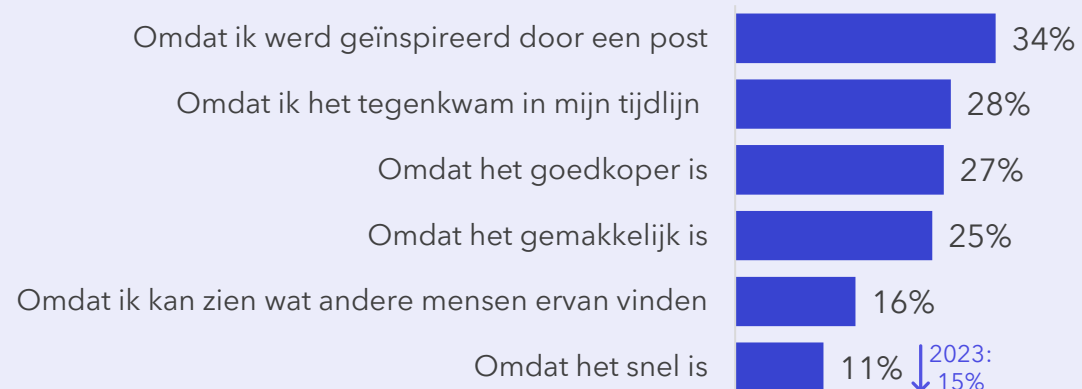 Omdat ik werd geïnspireerd door een post 34%
Omdat ik het tegenkwam in mijn tijdlijn 28%
Omdat het goedkoper is 27%
Omdat het gemakkelijk is 25%
Omdat ik kan zien wat andere mensen ervan vinden 16%
Omdat het snel is 11% 2023:
15%